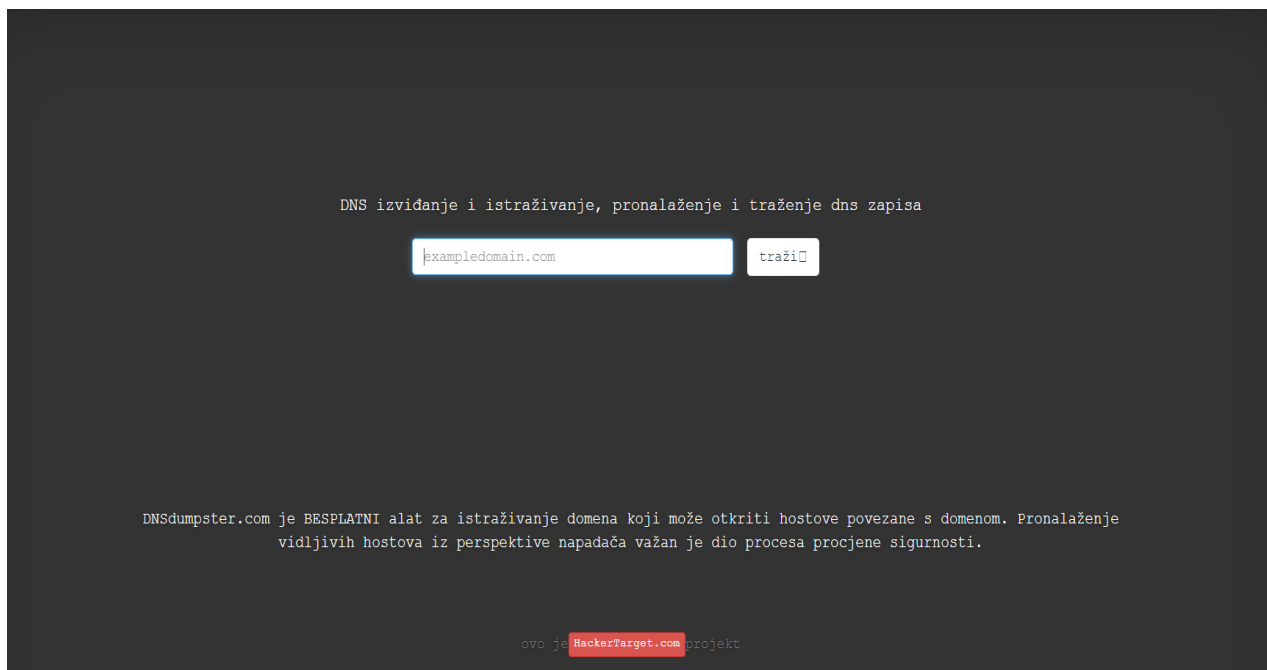 DNS izviđanje i istraživanje, pronalaženje i traženje dns zapisa
exampledomain.com traži
DNSdumpster.com je BESPLATNI alat za istraživanje domena koji može otkriti hostove povezane s domenom. Pronalaženje
vidljivih hostova iz perspektive napadača važan je dio procesa procjene sigurnosti.
ovo je HackerTarget.com projekt